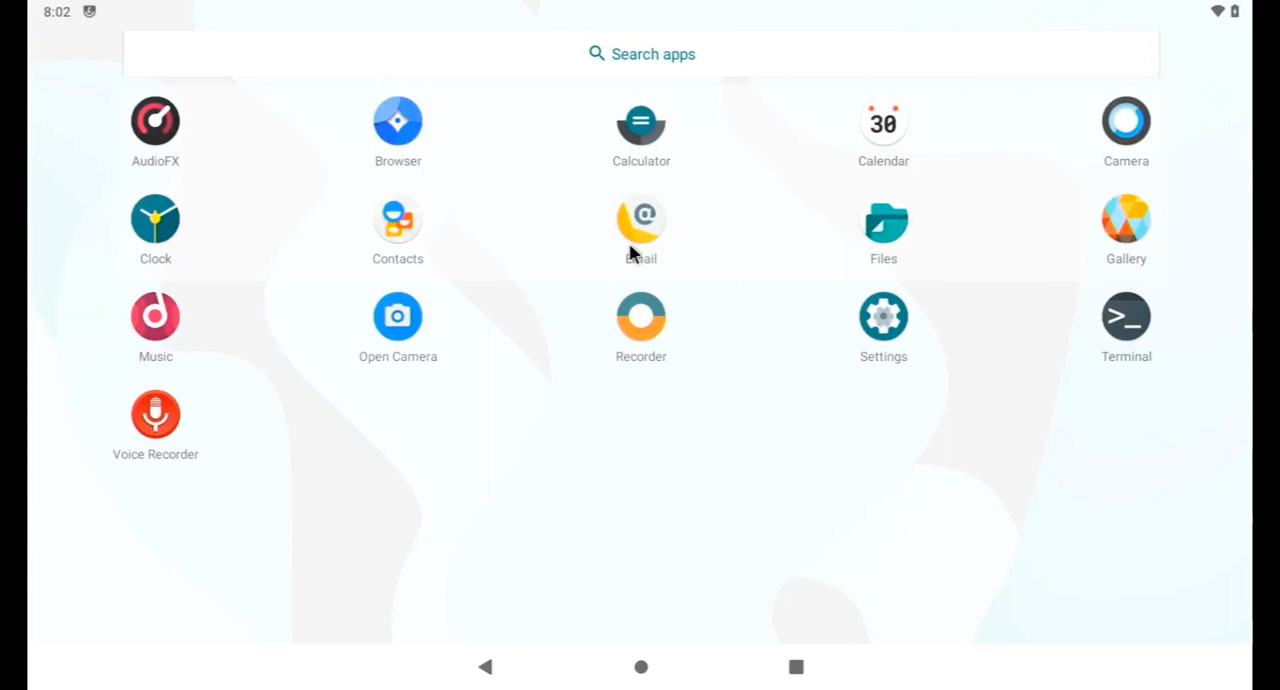 8:02
Search apps
AudioFX
Browser
Calculator
30
Calendar
Camera
Clock
Contacts
@
Email
Files
Gallery
Music
Open Camera
Recorder
Settings
>_
Terminal
Voice Recorder